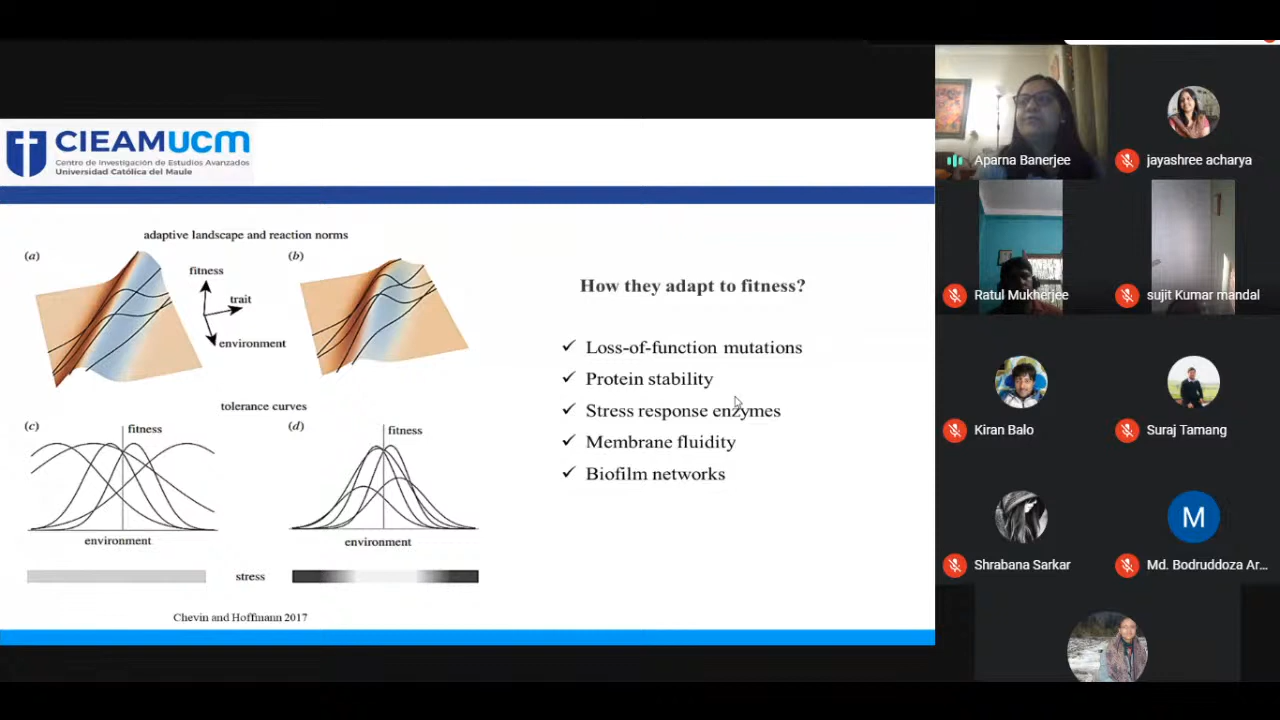 CIEAMUCM
Centro de Investigación de Estudios Avanzados
Universidad Católica del Maule
adaptive landscape and reaction norms
(a)
(b)
fitness
trait
environment
tolerance curves
(c)
fitness
(d)
fitness
environment
environment
stress
Chevin and Hoffmann 2017
How they adapt to fitness?
✓ Loss-of-function mutations
✓ Protein stability
✓ Stress response enzymes
✓ Membrane fluidity
✓ Biofilm networks
Aparna Banerjee
jayashree acharya
Ratul Mukherjee
sujit Kumar mandal
Kiran Balo
Suraj Tamang
M
Shrabana Sarkar
Md. Bodruddoza Ar...